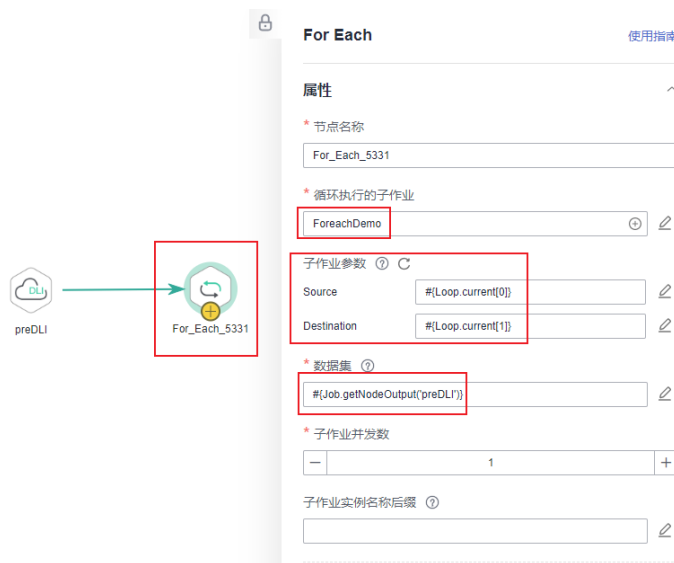 For Each
使用指南
属性
* 节点名称
For_Each_5331
* 循环执行的子作业
ForeachDemo
子作业参数
Source
#{Loop.current[0]}
Destination
#{Loop.current[1]}
* 数据集
#{Job.getNodeOutput('preDLI')}
* 子作业并发数
1
子作业实例名称后缀
DLI
preDLI
For_Each_5331